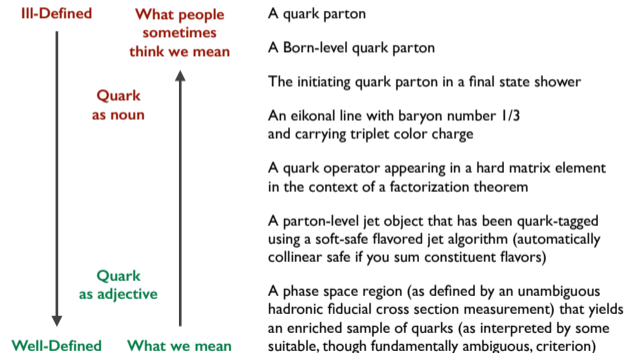 Ill-Defined
What people
sometimes
think we mean
Quark
as noun
Quark
as adjective
Well-Defined
What we mean
A quark parton
A Born-level quark parton
The initiating quark parton in a final state shower
An eikonal line with baryon number 1/3
and carrying triplet color charge
A quark operator appearing in a hard matrix element
in the context of a factorization theorem
A parton-level jet object that has been quark-tagged
using a soft-safe flavored jet algorithm (automatically
collinear safe if you sum constituent flavors)
A phase space region (as defined by an unambiguous
hadronic fiducial cross section measurement) that yields
an enriched sample of quarks (as interpreted by some
suitable, though fundamentally ambiguous, criterion)